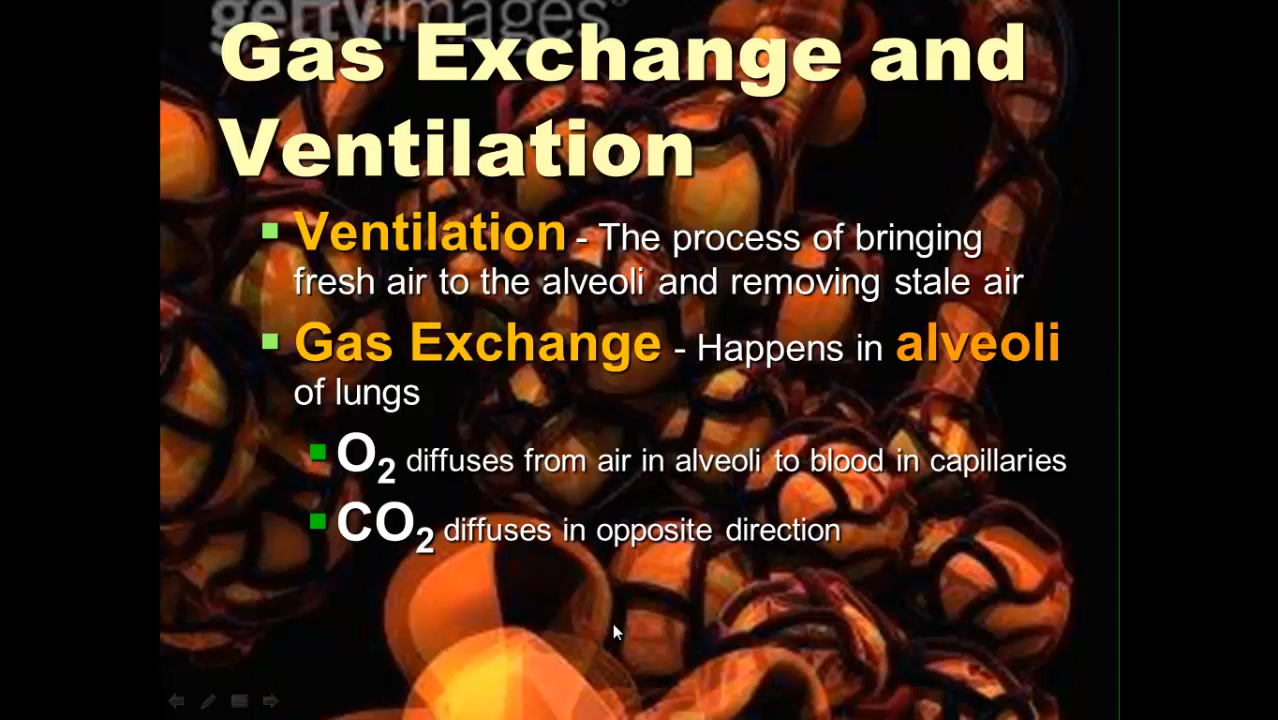 gettyimages®
Gas Exchange and
Ventilation
Ventilation - The process of bringing
fresh air to the alveoli and removing stale air
Gas Exchange - Happens in alveoli
of lungs
O2 diffuses from air in alveoli to blood in capillaries
CO2 diffuses in opposite direction